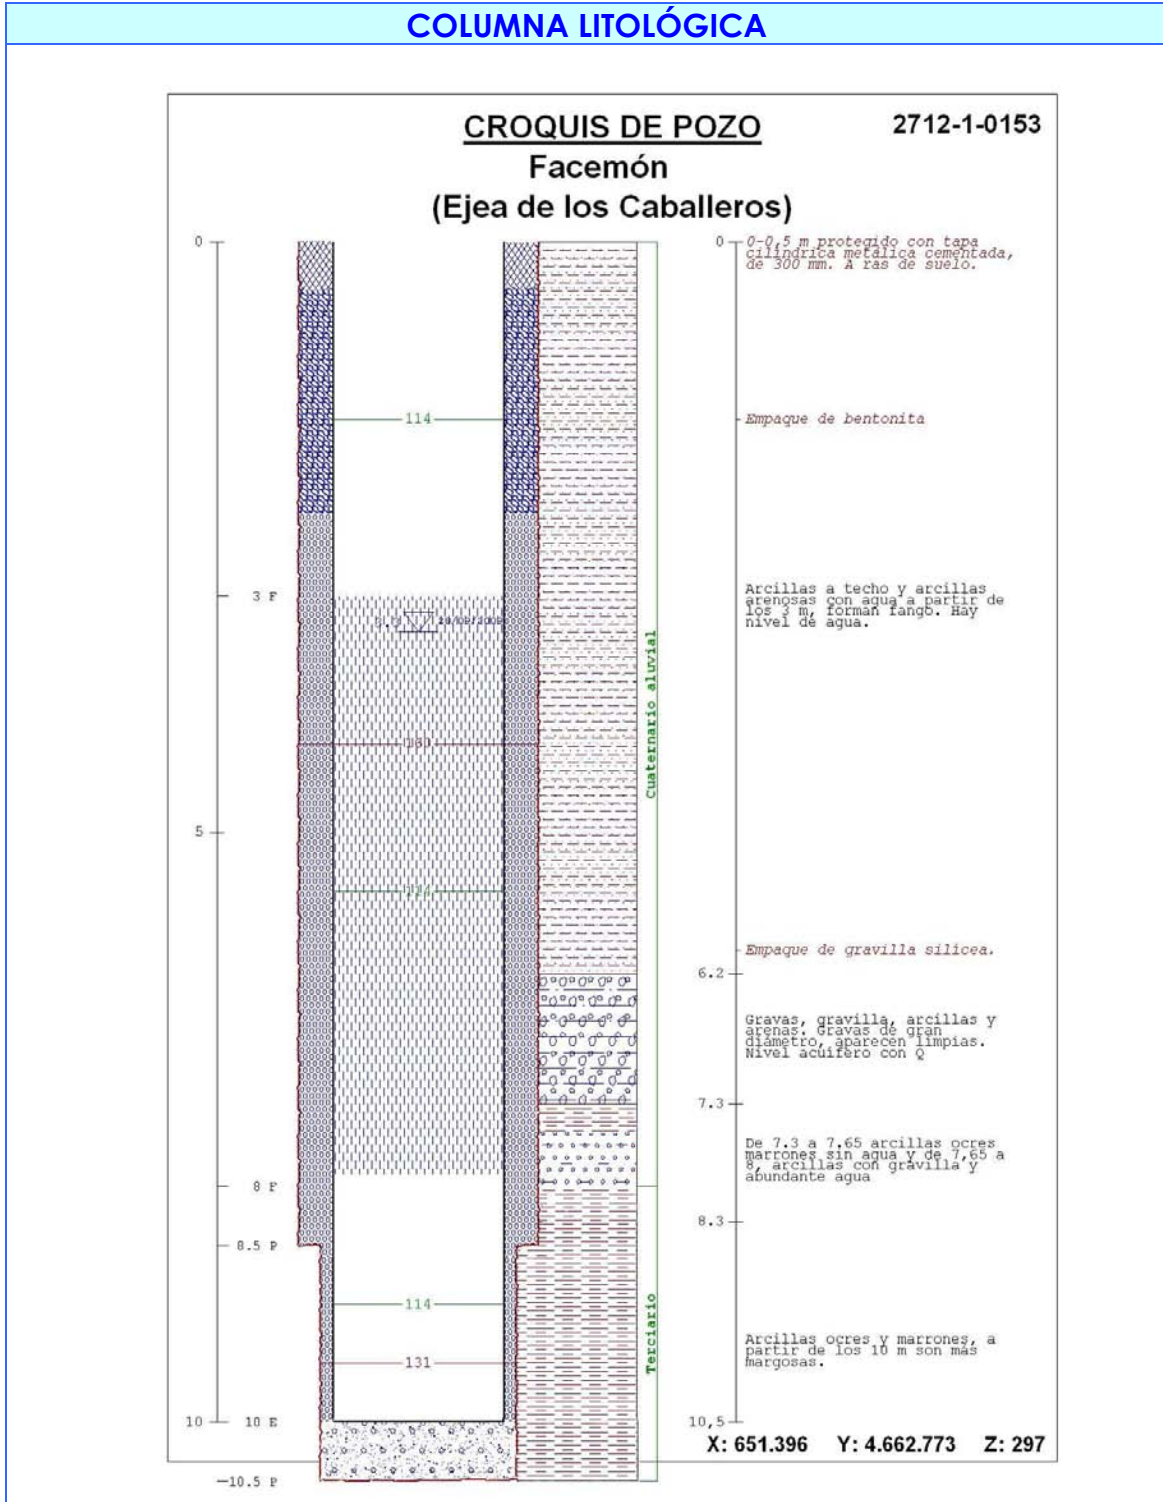 COLUMNA LITOLÓGICA
CROQUIS DE POZO
2712-1-0153
Facemón
(Ejea de los Caballeros)
0
0
0-0,5 m protegido con tapa
cilíndrica metálica cementada,
de 300 mm. A ras de suelo.
114
Empaque de bentonita
3 F
Arcillas a techo y arcillas
arenosas con agua a partir de
los 3 m, forman fango. Hay
nivel de agua.
28/09/2009
Cuaternario aluvial
160
5
114
Empaque de gravilla silícea.
6.2
Gravas, gravilla, arcillas y
arenas. Gravas de gran
diámetro, aparecen limpias.
Nivel acuífero con Q
7.3
De 7.3 a 7.65 arcillas ocres
marrones sin agua y de 7,65 a
8, arcillas con gravilla y
abundante agua
8 F
8.3
8.5 P
114
Terciario
131
Arcillas ocres y marrones, a
partir de los 10 m son más
margosas.
10
10 E
10,5
X: 651.396 Y: 4.662.773 Z: 297
10.5 P